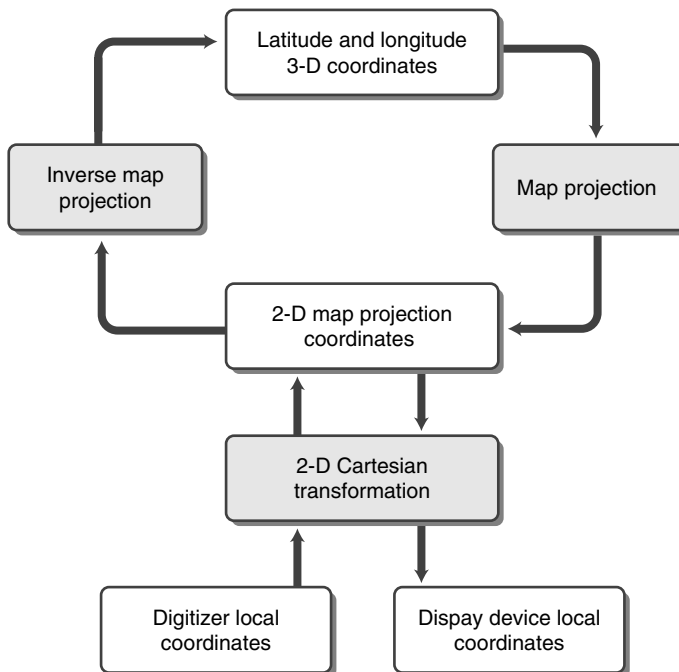 Latitude and longitude
3-D coordinates
Inverse map
projection
Map projection
2-D map projection
coordinates
2-D Cartesian
transformation
Digitizer local
coordinates
Dispay device local
coordinates